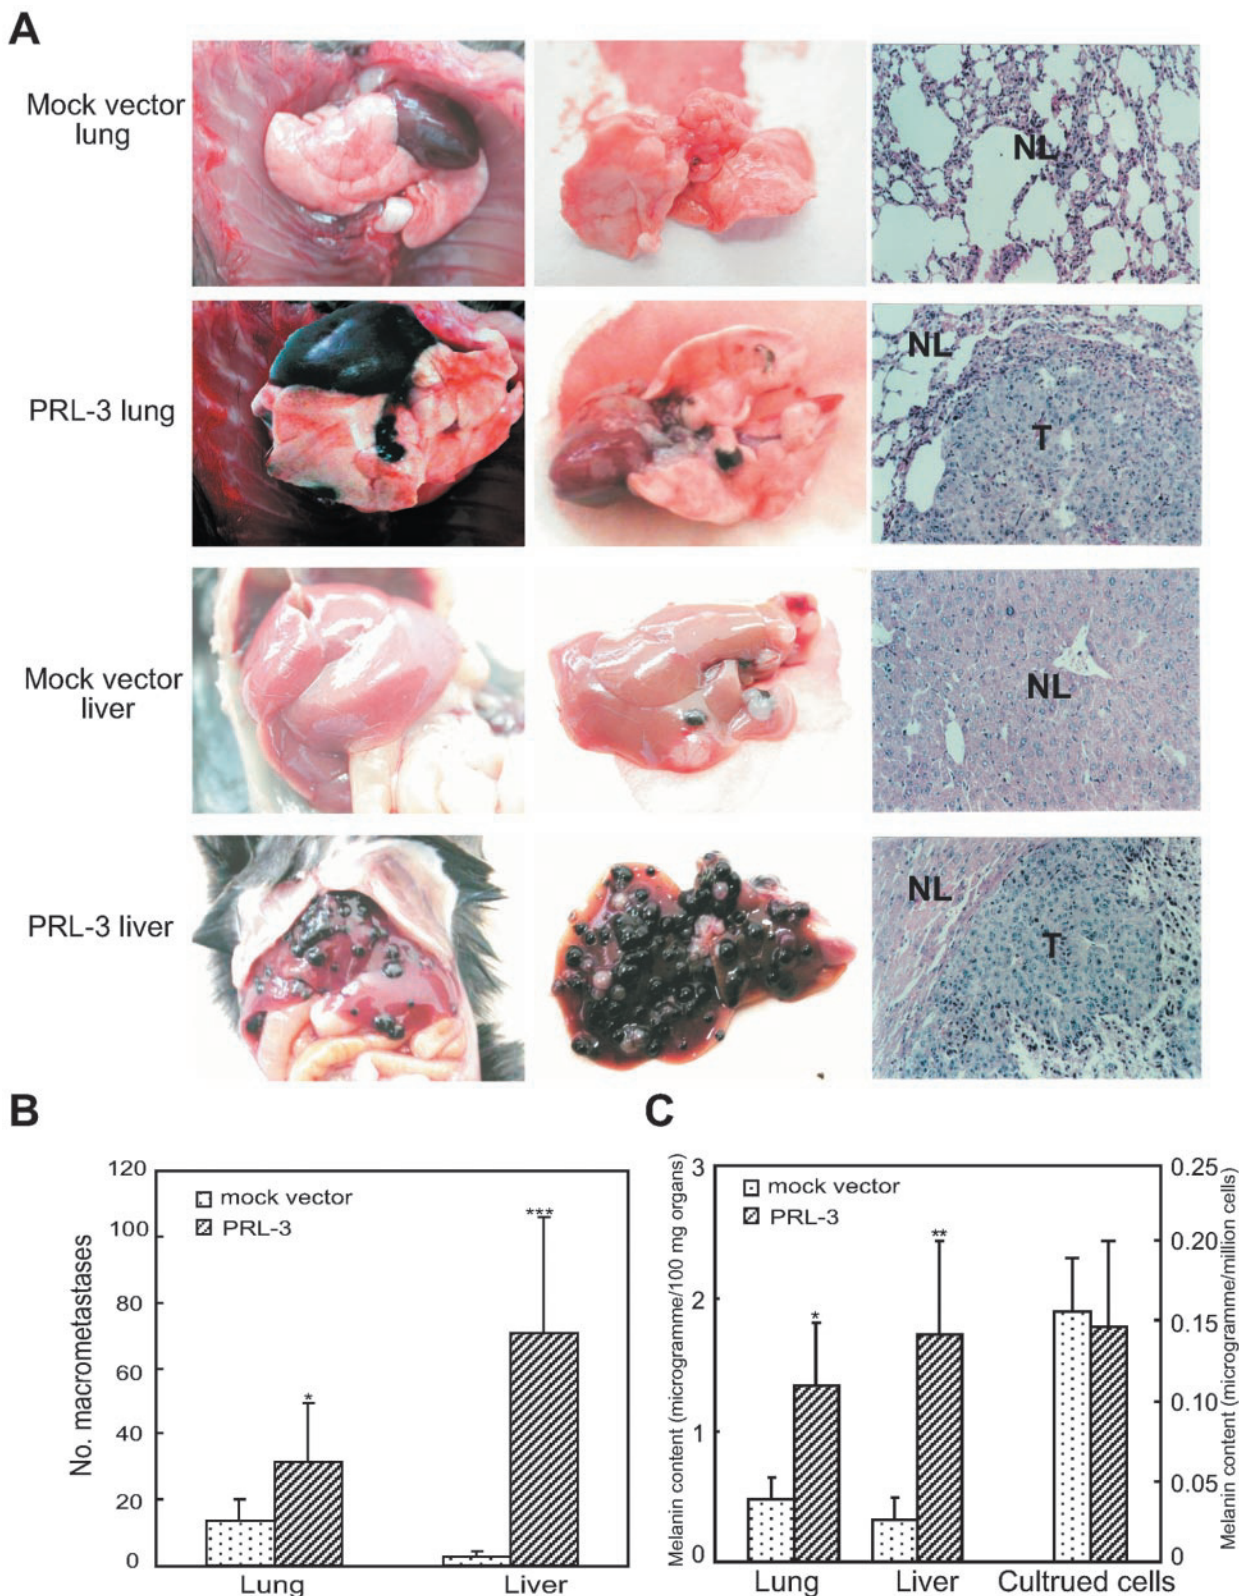 A
Mock vector
lung
NL
PRL-3 lung
NL
T
Mock vector
liver
NL
PRL-3 liver
NL
T
B
No. macrometastases
120
100
80
60
40
20
0
mock vector
PRL-3
*
***
Lung
Liver
C
Melanin content (microgramme/100 mg organs)
3
2
1
0
mock vector
PRL-3
*
**
0.25
0.20
0.15
0.10
0.05
0
Melanin content (microgramme/million cells)
Lung
Liver
Cultrued cells